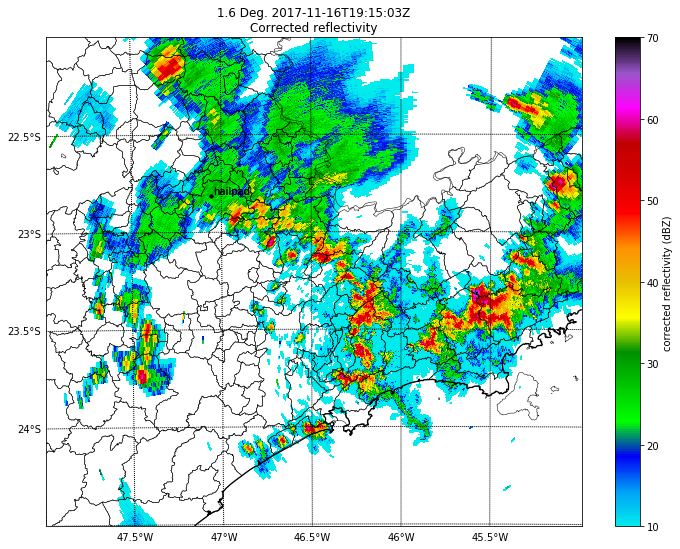 1.6 Deg. 2017-11-16T19:15:03Z
Corrected reflectivity
22.5°S
23°S
23.5°S
24°S
47.5°W
47°W
46.5°W
46°W
45.5°W
hailpad
70
60
50
40
30
20
10
corrected reflectivity (dBZ)